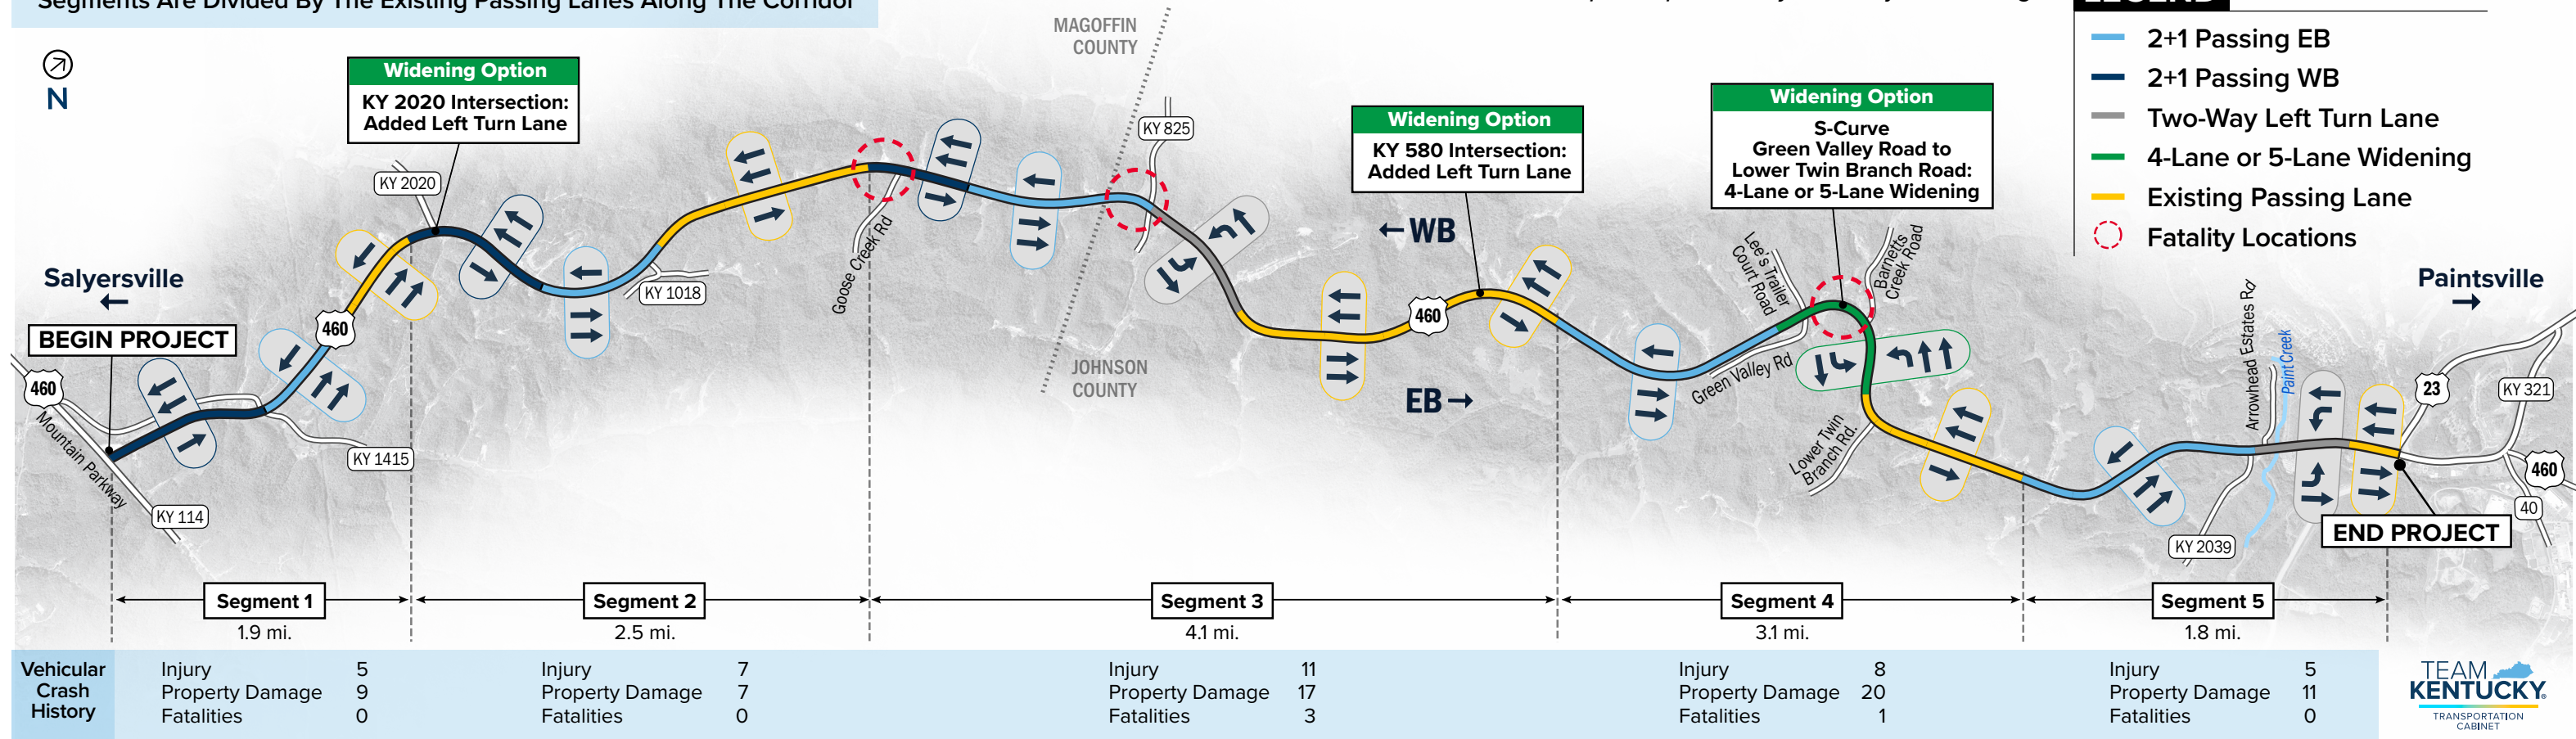 Segments Are Divided By The Existing Passing Lanes Along The Corridor
LEGEND
2+1 Passing EB
2+1 Passing WB
Two-Way Left Turn Lane
4-Lane or 5-Lane Widening
Existing Passing Lane
Fatality Locations
N
MAGOFFIN
COUNTY
JOHNSON
COUNTY
Widening Option
KY 2020 Intersection:
Added Left Turn Lane
Widening Option
KY 580 Intersection:
Added Left Turn Lane
Widening Option
S-Curve
Green Valley Road to
Lower Twin Branch Road:
4-Lane or 5-Lane Widening
Salyersville
←
BEGIN PROJECT
460
Mountain Parkway
KY 114
KY 1415
460
KY 2020
KY 1018
Goose Creek Rd
KY 825
← WB
EB →
460
Lee's Trailer
Court Road
Green Valley Rd
Barnetts
Creek Road
Lower Twin
Branch Rd.
Arrowhead Estates Rd
Paint Creek
KY 2039
Paintsville
→
23
KY 321
460
40
END PROJECT
Segment 1
1.9 mi.
Segment 2
2.5 mi.
Segment 3
4.1 mi.
Segment 4
3.1 mi.
Segment 5
1.8 mi.
Vehicular
Crash
History
Injury 5
Property Damage 9
Fatalities 0
Injury 7
Property Damage 7
Fatalities 0
Injury 11
Property Damage 17
Fatalities 3
Injury 8
Property Damage 20
Fatalities 1
Injury 5
Property Damage 11
Fatalities 0
TEAM
KENTUCKY
TRANSPORTATION
CABINET